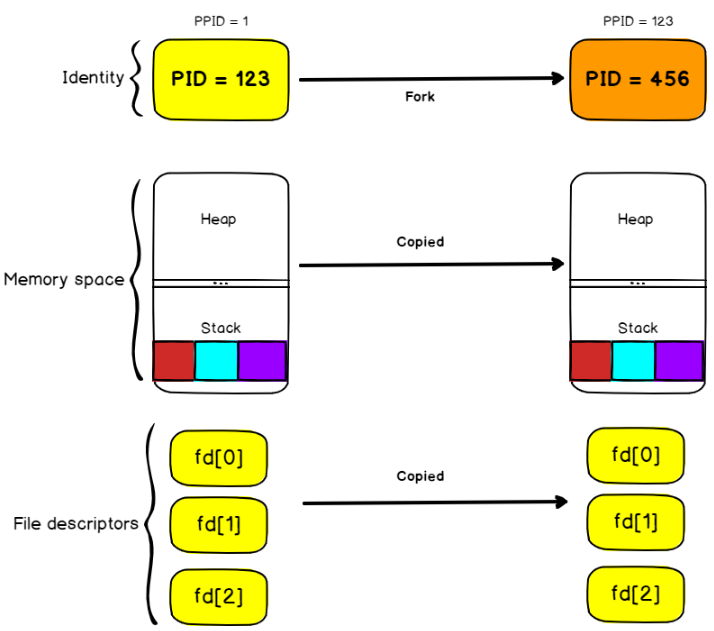 PPID = 1
PPID = 123
Identity
PID = 123
Fork
PID = 456
Heap
Heap
Copied
Memory space
...
...
Stack
Stack
fd[0]
fd[0]
Copied
File descriptors
fd[1]
fd[1]
fd[2]
fd[2]